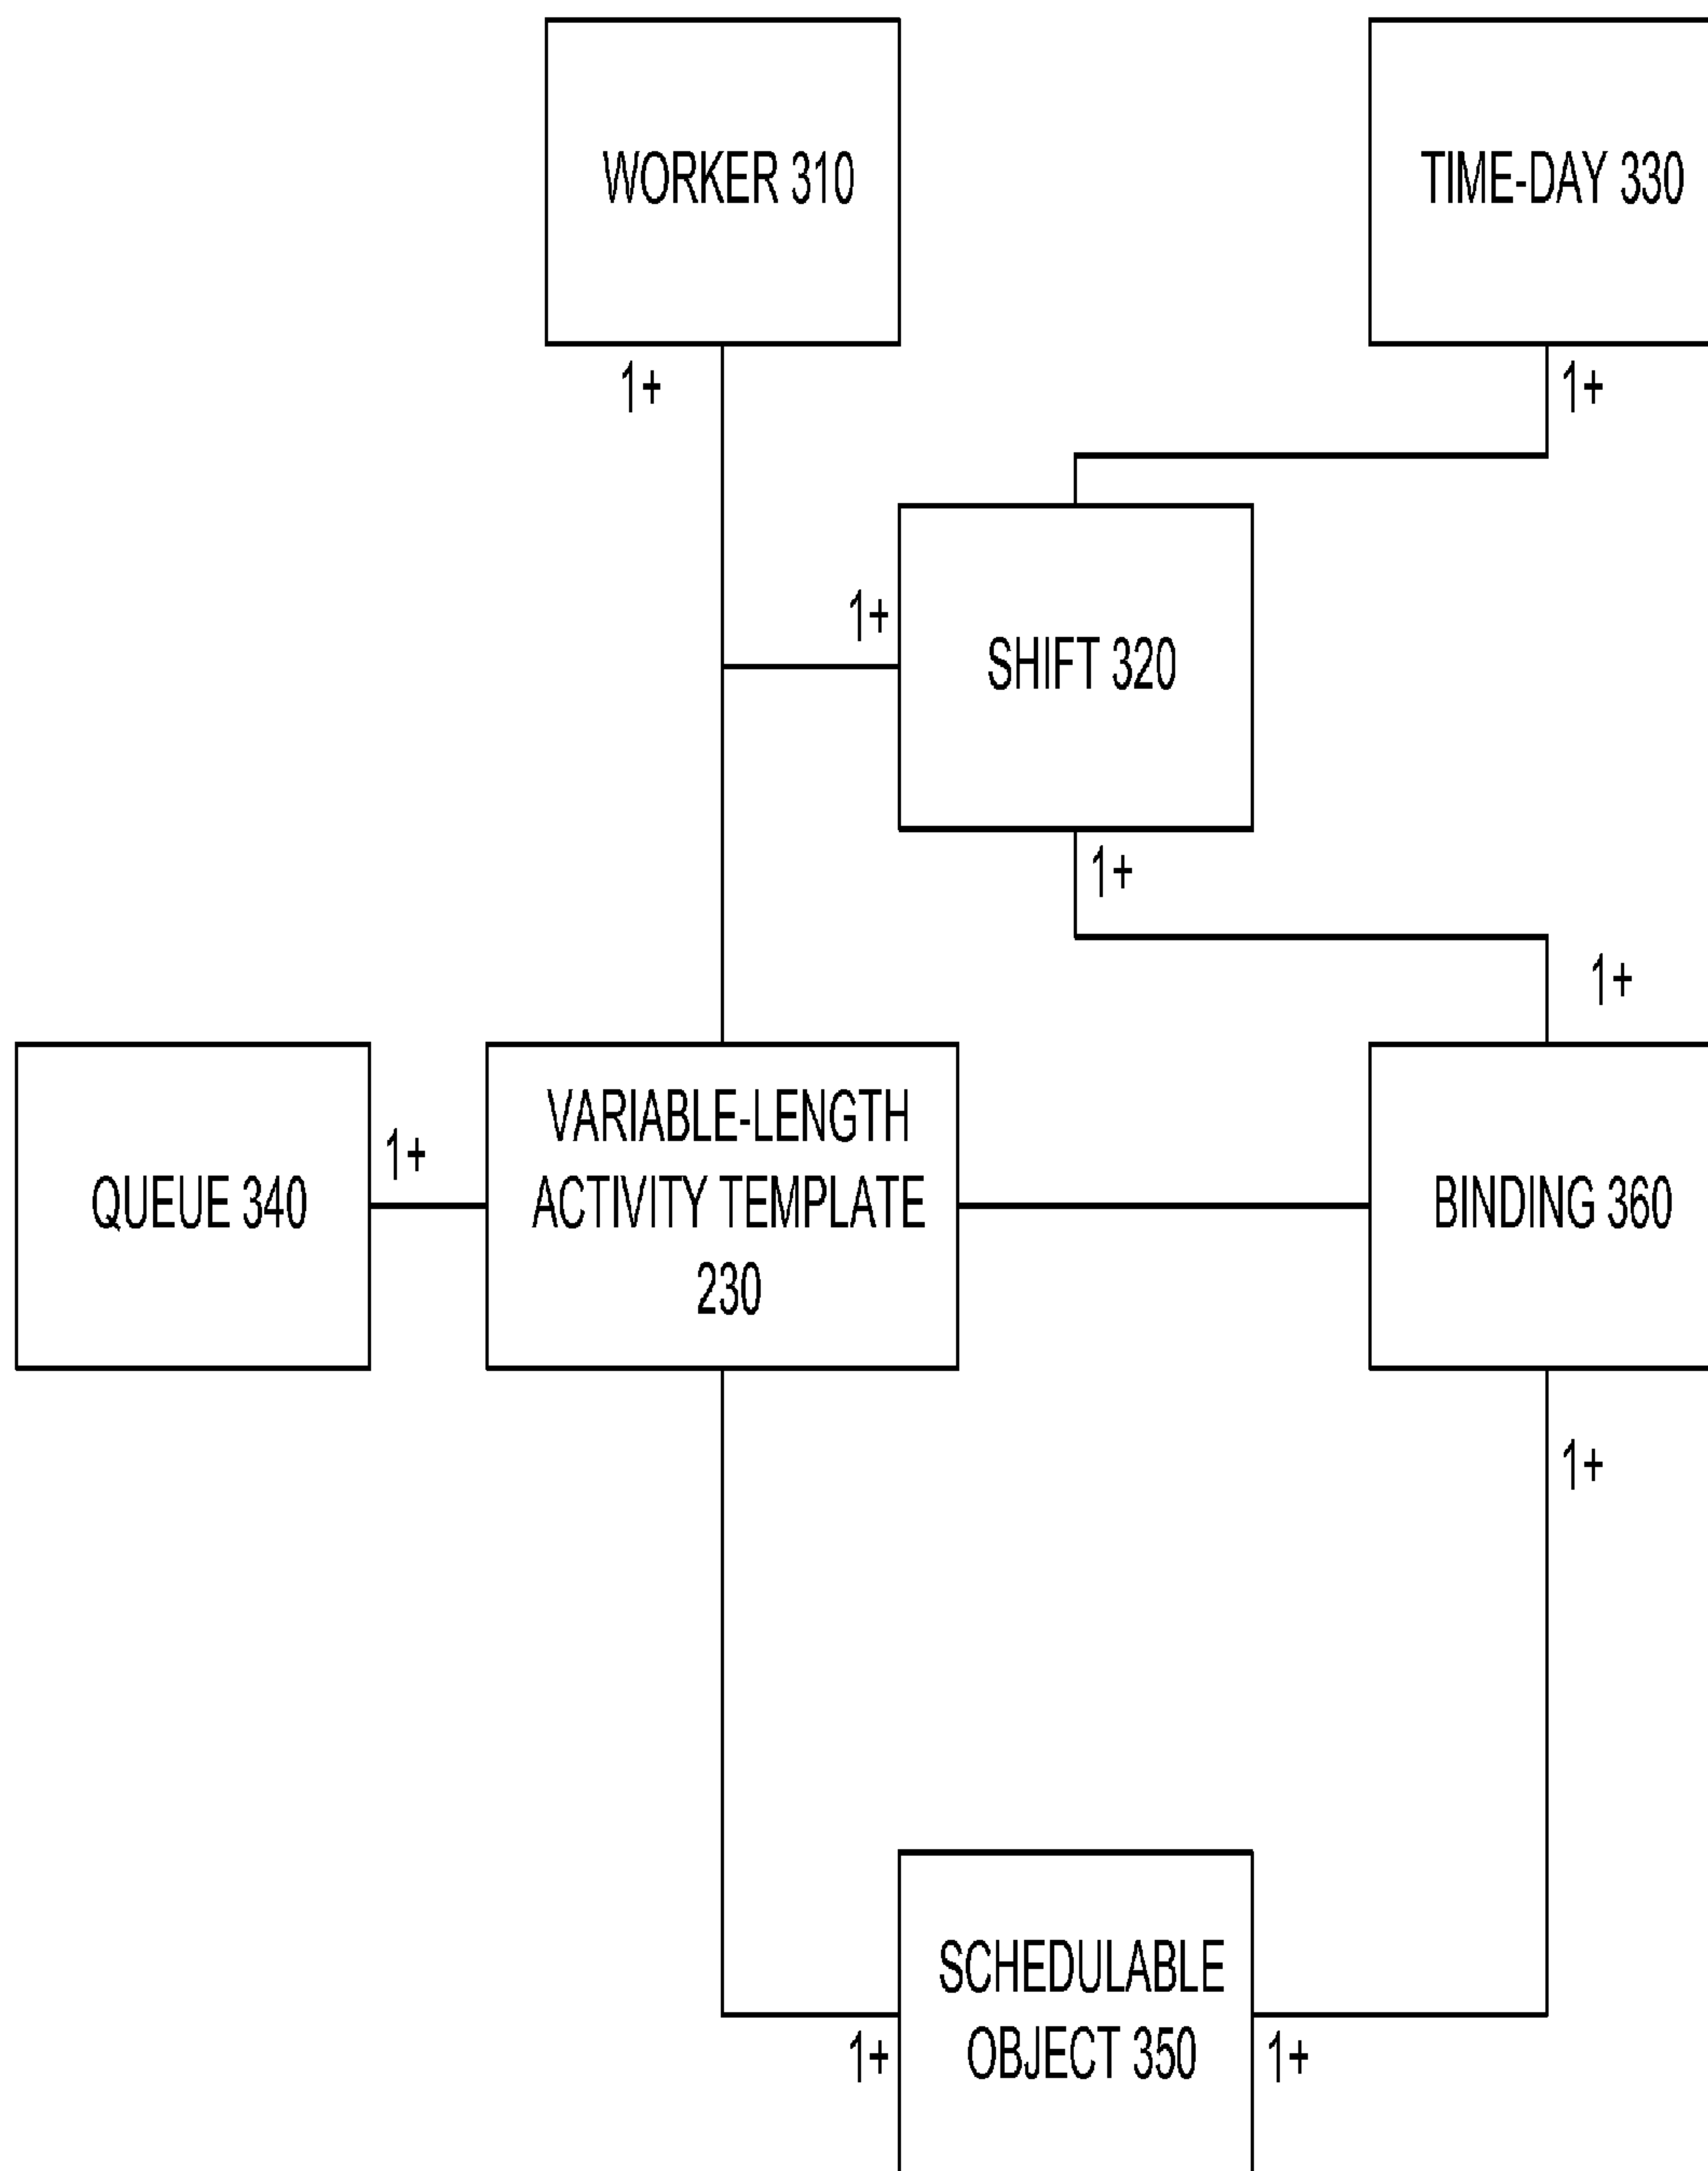 WORKER 310
TIME-DAY 330
1+
1+
1+
SHIFT 320
1+
1+
QUEUE 340
1+
VARIABLE-LENGTH
ACTIVITY TEMPLATE
230
BINDING 360
1+
SCHEDULABLE
OBJECT 350
1+
1+